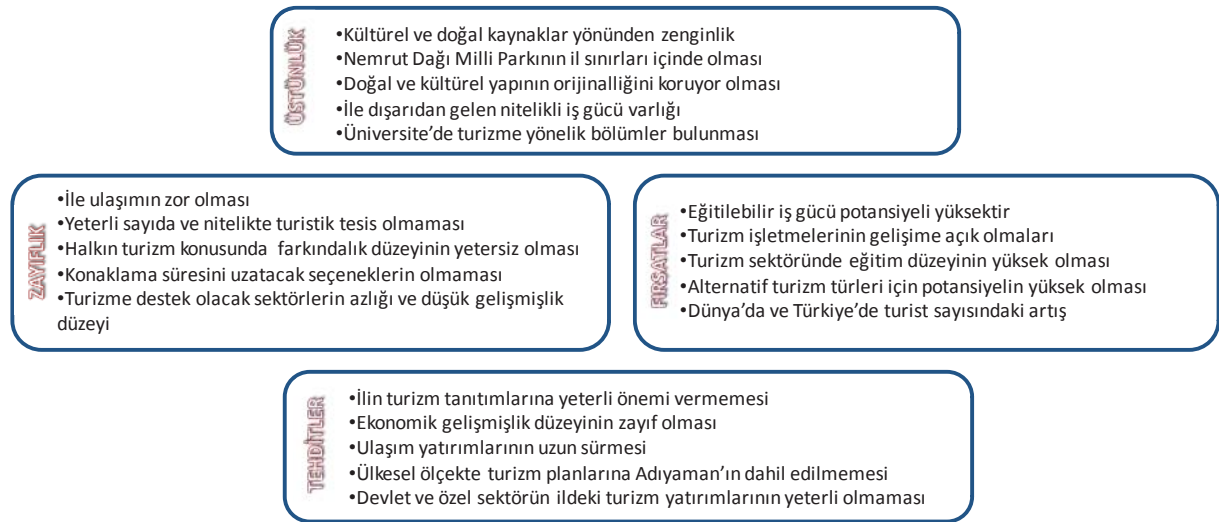 ÜSTÜNLÜK
•Kültürel ve doğal kaynaklar yönünden zenginlik
•Nemrut Dağı Milli Parkının il sınırları içinde olması
•Doğal ve kültürel yapının orijinalliğini koruyor olması
•İle dışarıdan gelen nitelikli iş gücü varlığı
•Üniversite’de turizme yönelik bölümler bulunması
ZAYIFLIK
•İle ulaşımın zor olması
•Yeterli sayıda ve nitelikte turistik tesis olmaması
•Halkın turizm konusunda farkındalık düzeyinin yetersiz olması
•Konaklama süresini uzatacak seçeneklerin olmaması
•Turizme destek olacak sektörlerin azlığı ve düşük gelişmişlik
düzeyi
FIRSATLAR
•Eğitilebilir iş gücü potansiyeli yüksektir
•Turizm işletmelerinin gelişime açık olmaları
•Turizm sektöründe eğitim düzeyinin yüksek olması
•Alternatif turizm türleri için potansiyelin yüksek olması
•Dünya’da ve Türkiye’de turist sayısındaki artış
TEHDİTLER
•İlin turizm tanıtımlarına yeterli önemi vermemesi
•Ekonomik gelişmişlik düzeyinin zayıf olması
•Ulaşım yatırımlarının uzun sürmesi
•Ülkesel ölçekte turizm planlarına Adıyaman’ın dahil edilmemesi
•Devlet ve özel sektörün ildeki turizm yatırımlarının yeterli olmaması